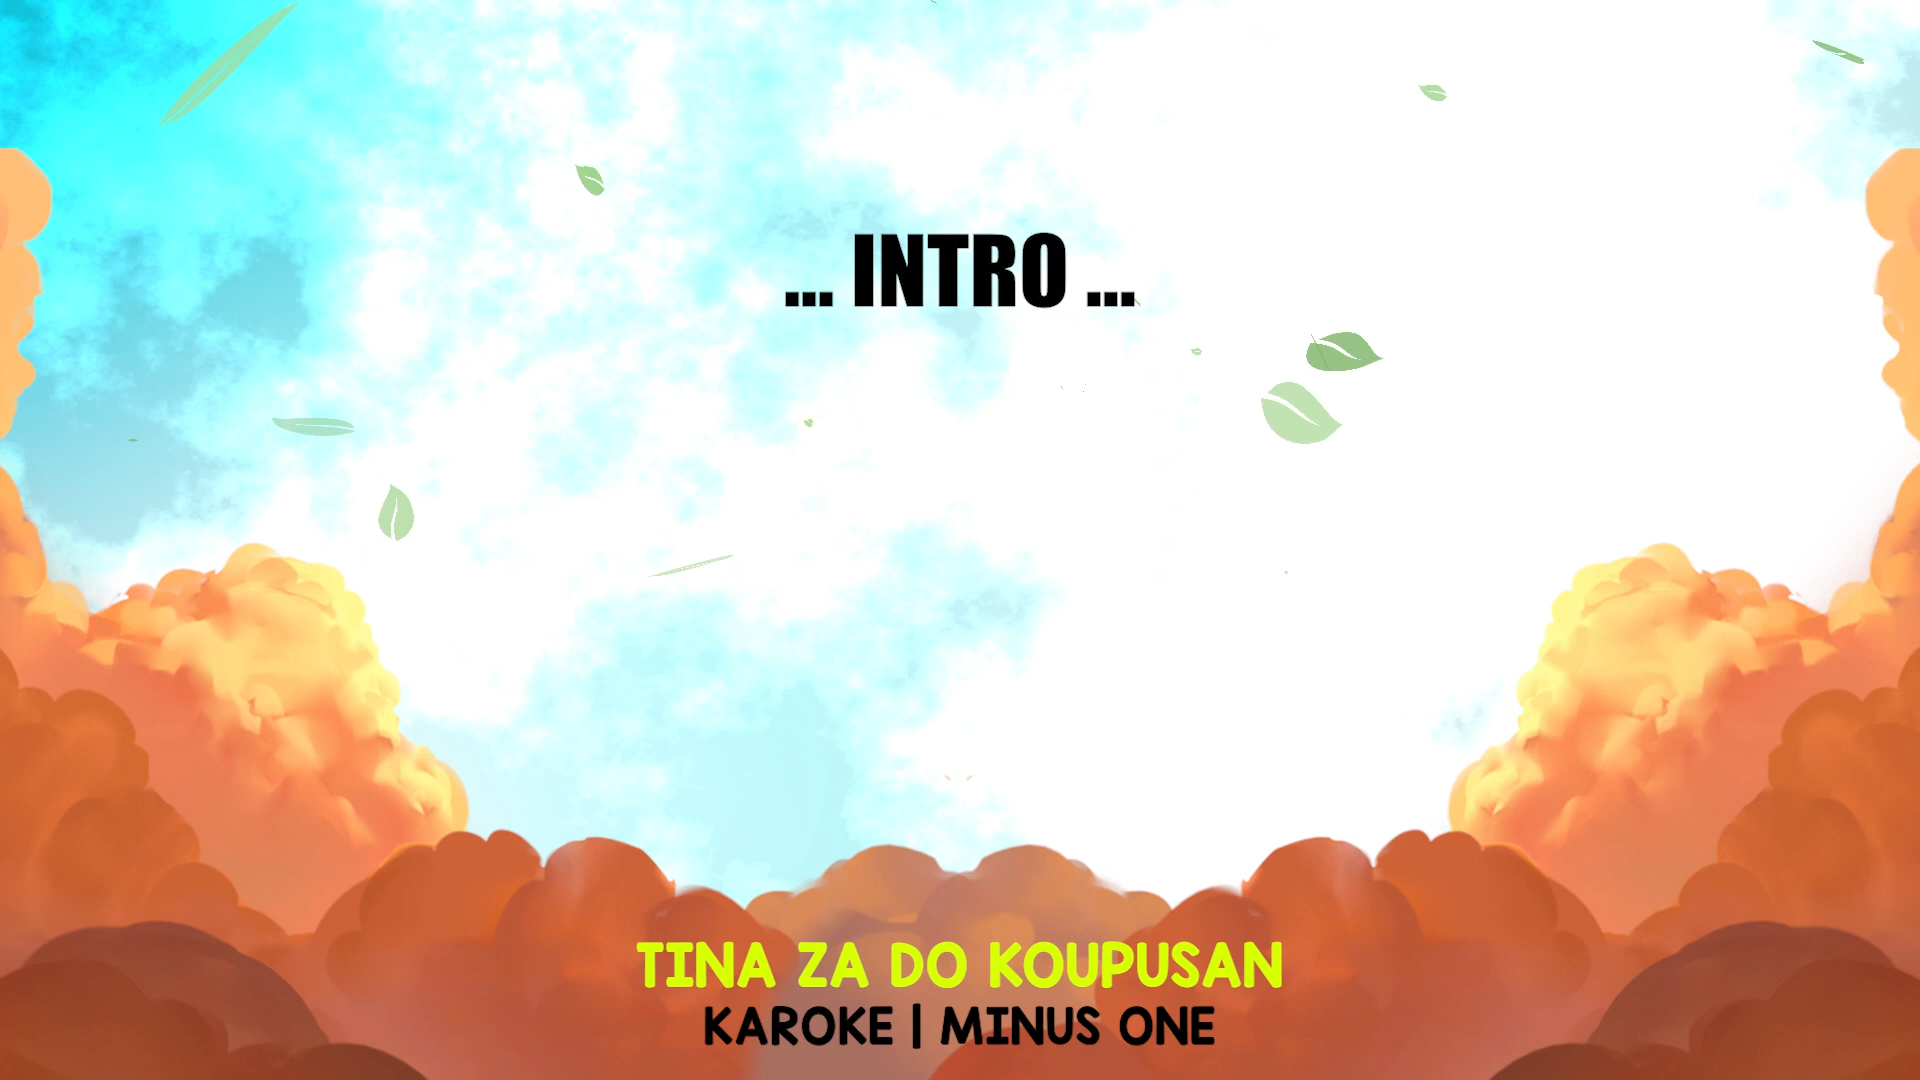 ... INTRO ...
TINA ZA DO KOUPUSAN
KAROKE | MINUS ONE